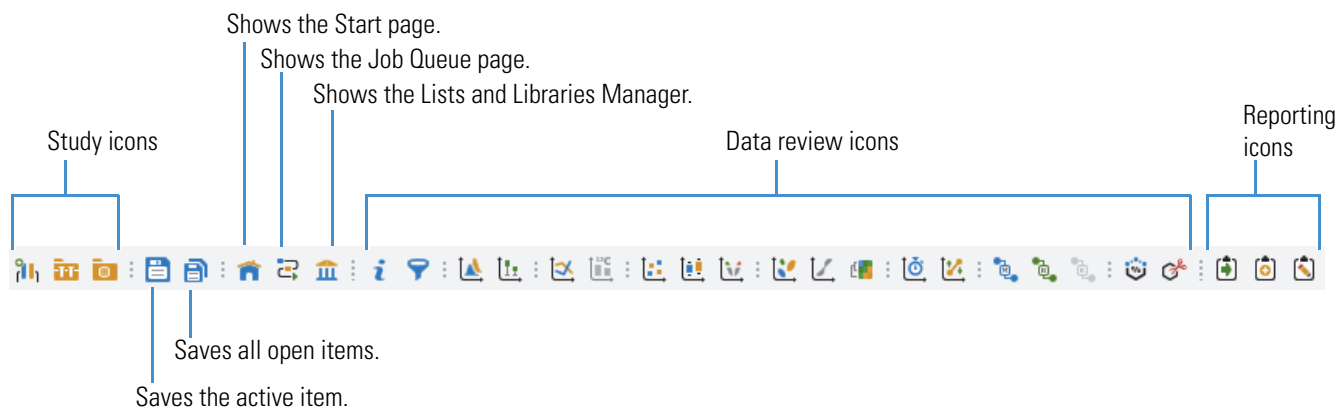 Shows the Start page.
Shows the Job Queue page.
Shows the Lists and Libraries Manager.
Study icons
Data review icons
Reporting
icons
Saves all open items.
Saves the active item.